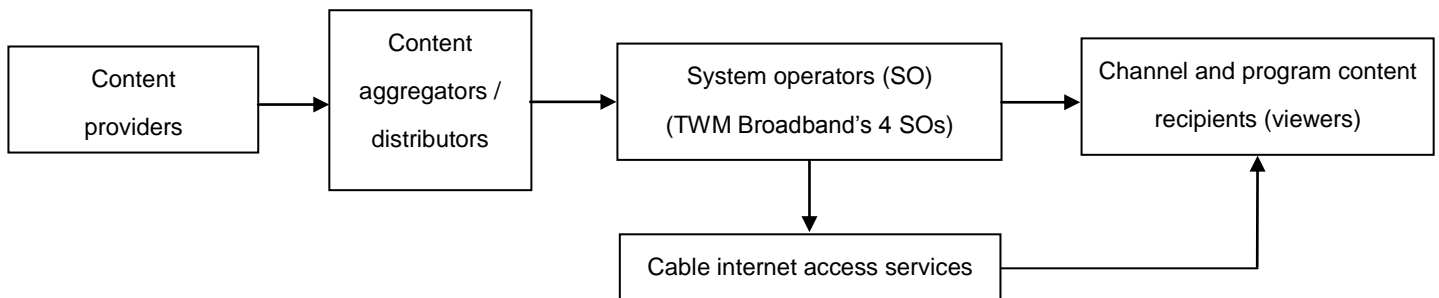 Content
providers
Content
aggregators /
distributors
System operators (SO)
(TWM Broadband’s 4 SOs)
Channel and program content
recipients (viewers)
Cable internet access services